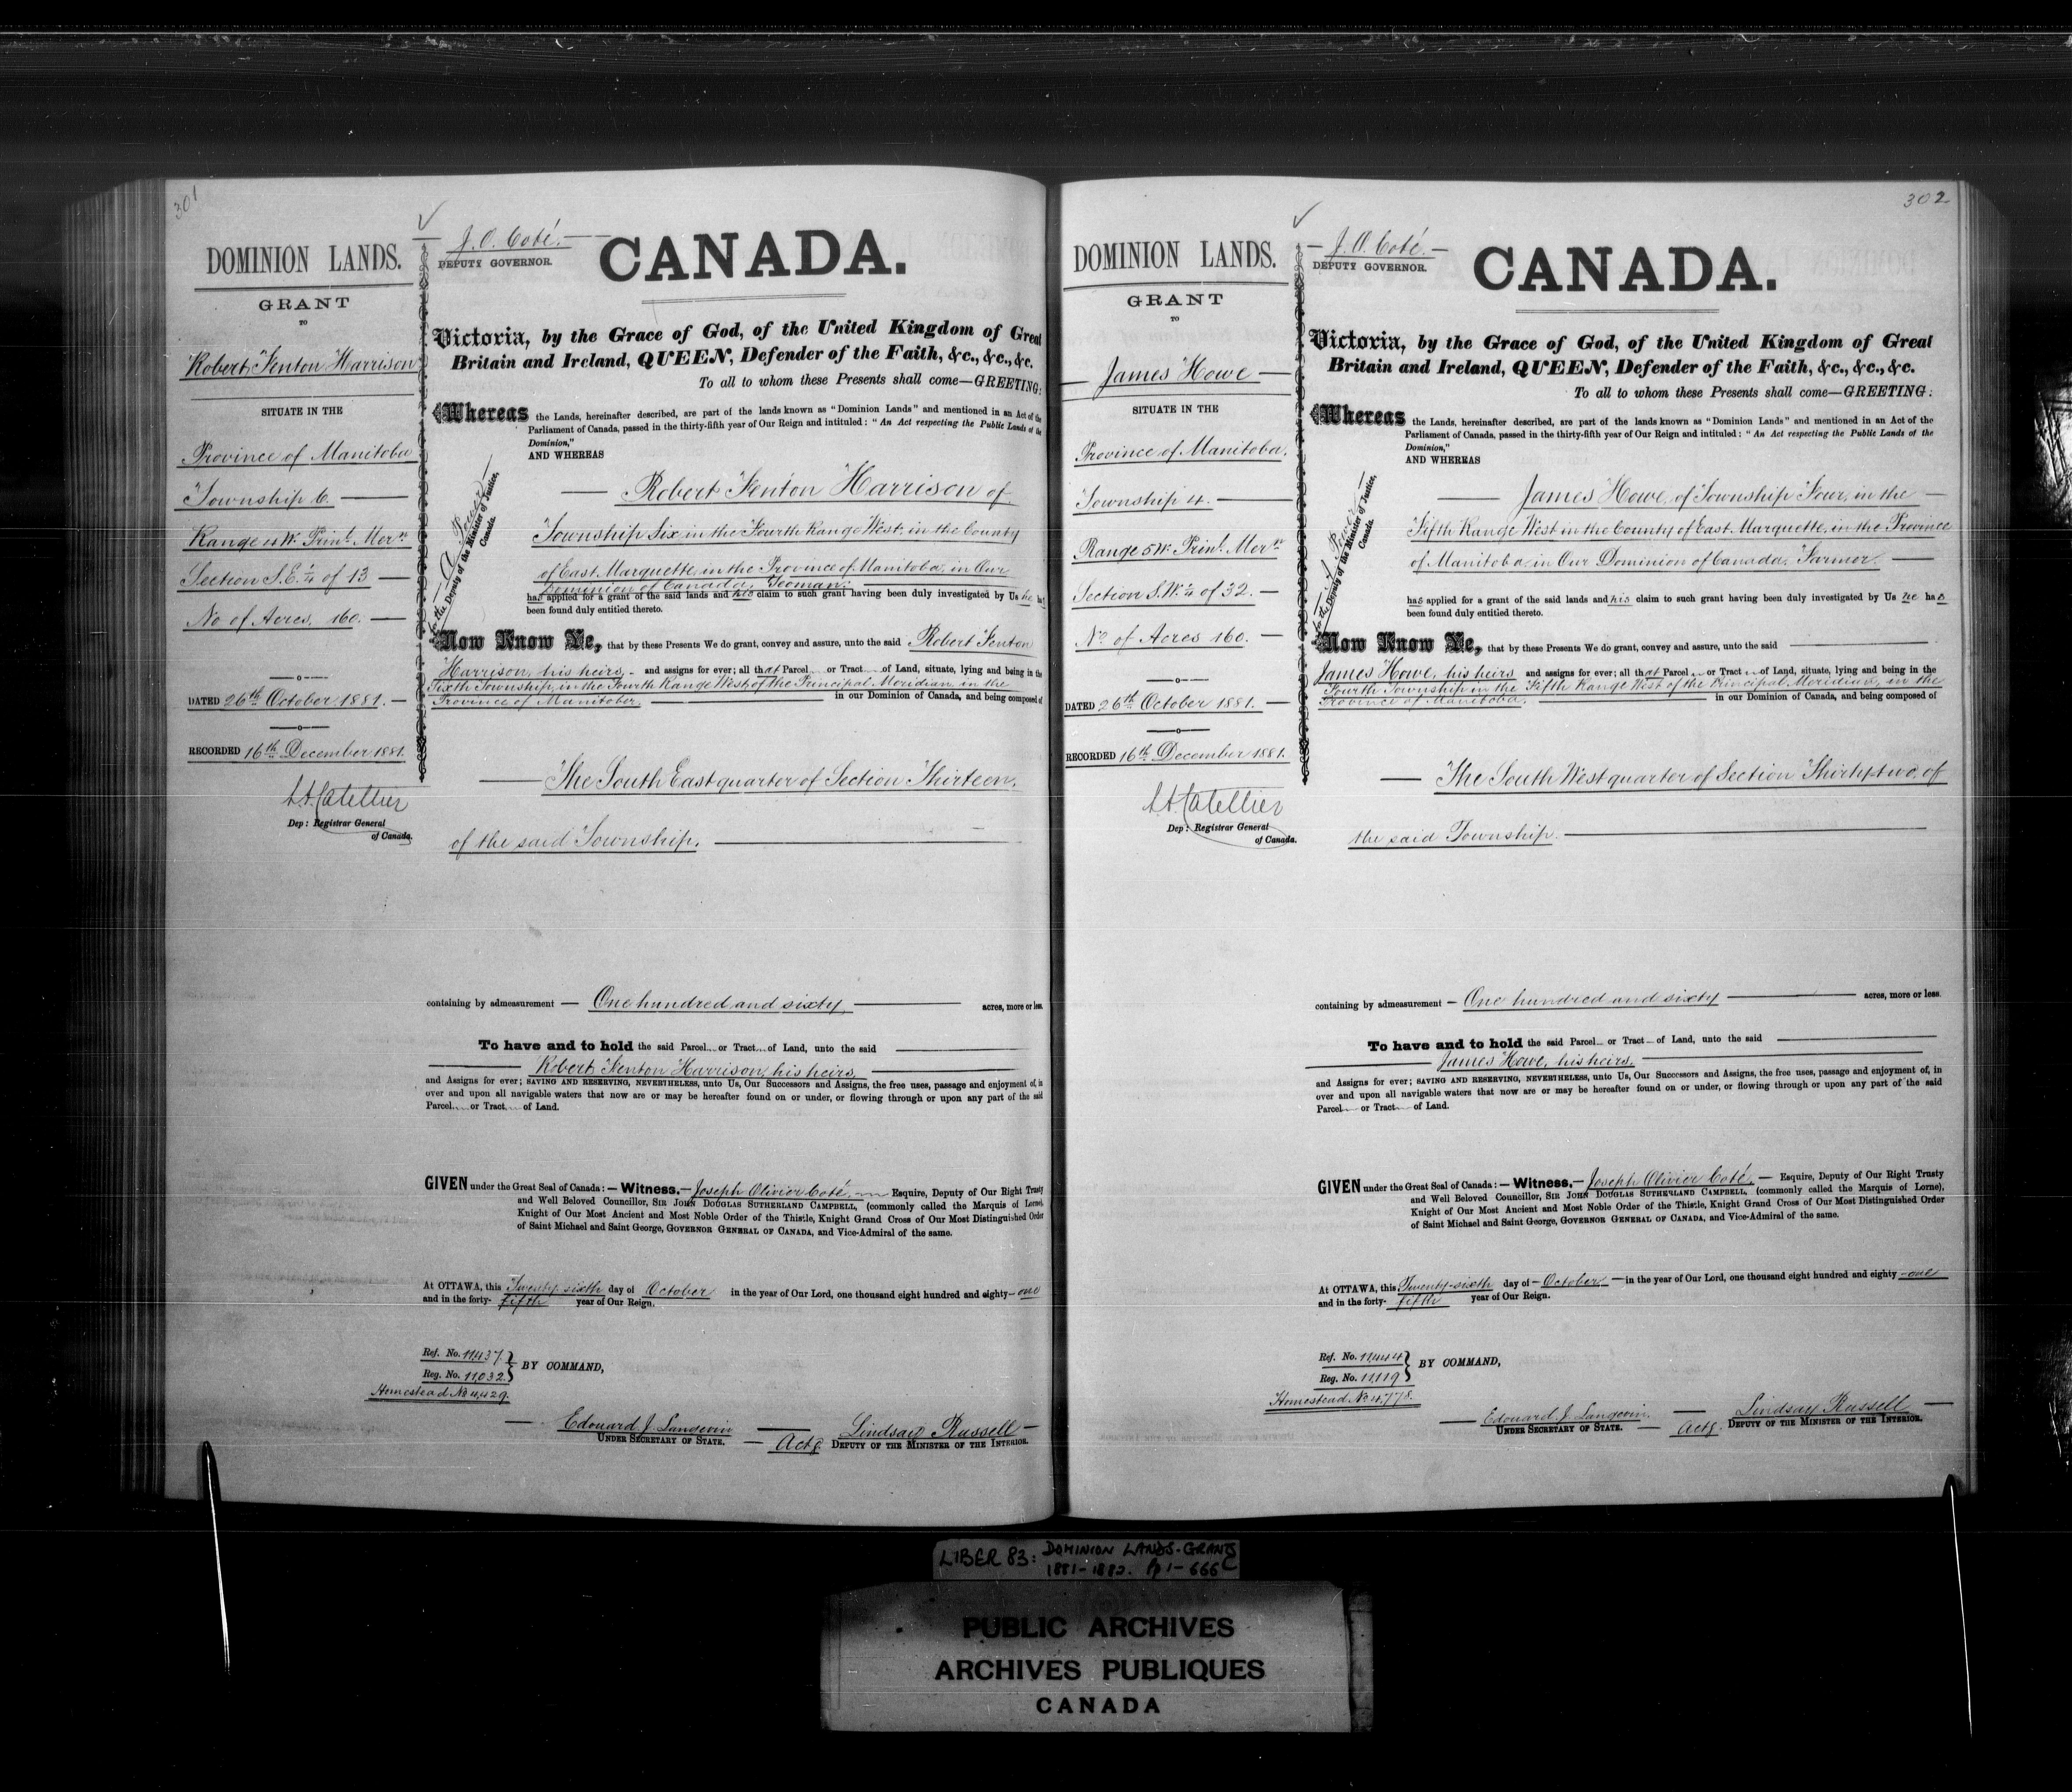 301
DOMINION LANDS.
GRANT
TO
Robert Fenton Harrison
SITUATE IN THE
Province of Manitoba
Township 6.
Range 4 W. Prinl. Mern
Section S.E. ¼ of 13
No of Acres, 160.
DATED 26th October 1881.
RECORDED 16th December 1881.
L.A. Catellier
Dep: Registrar General
of Canada.
J. O. Coté.
DEPUTY GOVERNOR.
CANADA.
Victoria, by the Grace of God, of the United Kingdom of Great
Britain and Ireland, QUEEN, Defender of the Faith, &c., &c., &c.
To all to whom these Presents shall come—GREETING:
Whereas the Lands, hereinafter described, are part of the lands known as "Dominion Lands" and mentioned in an Act of the
Parliament of Canada, passed in the thirty-fifth year of Our Reign and intituled: "An Act respecting the Public Lands of the
Dominion,"
AND WHEREAS
A. Power
for the Deputy of the Minister of Justice,
Canada.
Robert Fenton Harrison of
Township Six in the Fourth Range West, in the County
of East Marquette, in the Province of Manitoba, in Our
Dominion of Canada, Yeoman:
has applied for a grant of the said lands and his claim to such grant having been duly investigated by Us he has
been found duly entitled thereto.
Now Know Ye, that by these Presents We do grant, convey and assure, unto the said Robert Fenton
Harrison, his heirs, and assigns for ever; all that Parcel or Tract of Land, situate, lying and being in the
Sixth Township, in the Fourth Range West, of the Principal Meridian, in the
Province of Manitoba, in our Dominion of Canada, and being composed of
The South East quarter of Section Thirteen,
of the said Township.
containing by admeasurement — One hundred and sixty, acres, more or less.
To have and to hold the said Parcel or Tract of Land, unto the said
Robert Fenton Harrison, his heirs,
and Assigns for ever; SAVING AND RESERVING, NEVERTHELESS, unto Us, Our Successors and Assigns, the free uses, passage and enjoyment of, in
over and upon all navigable waters that now are or may be hereafter found on or under, or flowing through or upon any part of the said
Parcel or Tract of Land.
GIVEN under the Great Seal of Canada:—Witness.—Joseph Olivier Coté,— Esquire, Deputy of Our Right Trusty
and Well Beloved Councillor, SIR JOHN DOUGLAS SUTHERLAND CAMPBELL, (commonly called the Marquis of Lorne),
Knight of Our Most Ancient and Most Noble Order of the Thistle, Knight Grand Cross of Our Most Distinguished Order
of Saint Michael and Saint George, GOVERNOR GENERAL OF CANADA, and Vice-Admiral of the same.
At OTTAWA, this Twenty-sixth day of October in the year of Our Lord, one thousand eight hundred and eighty-one
and in the forty-fifth year of Our Reign.
Ref. No. 11,437.
Reg. No. 11,032.
BY COMMAND,
Homestead No 4,429.
Edouard J. Langevin
UNDER SECRETARY OF STATE.
Lindsay Russell
Actg. DEPUTY OF THE MINISTER OF THE INTERIOR.
302
DOMINION LANDS.
GRANT
TO
James Howe
SITUATE IN THE
Province of Manitoba.
Township 4.
Range 5 W. Prinl. Mern
Section S.W. ¼ of 32.
No of Acres 160.
DATED 26th October 1881.
RECORDED 16th December 1881.
L.A. Catellier
Dep: Registrar General
of Canada.
J. O. Coté.
DEPUTY GOVERNOR.
CANADA.
Victoria, by the Grace of God, of the United Kingdom of Great
Britain and Ireland, QUEEN, Defender of the Faith, &c., &c., &c.
To all to whom these Presents shall come—GREETING:
Whereas the Lands, hereinafter described, are part of the lands known as "Dominion Lands" and mentioned in an Act of the
Parliament of Canada, passed in the thirty-fifth year of Our Reign and intituled: "An Act respecting the Public Lands of the
Dominion,"
AND WHEREAS
A. Power
for the Deputy of the Minister of Justice,
Canada.
James Howe, of Township Four, in the
Fifth Range West in the County of East Marquette, in the Province
of Manitoba, in Our Dominion of Canada, Farmer.
has applied for a grant of the said lands and his claim to such grant having been duly investigated by Us he has
been found duly entitled thereto.
Now Know Ye, that by these Presents We do grant, convey and assure, unto the said
James Howe, his heirs and assigns for ever; all that Parcel or Tract of Land, situate, lying and being in the
Fourth Township in the Fifth Range West of the Principal Meridian, in the
Province of Manitoba. in our Dominion of Canada, and being composed of
The South West quarter of Section Thirty-two, of
the said Township.
containing by admeasurement — One hundred and sixty acres, more or less.
To have and to hold the said Parcel or Tract of Land, unto the said
James Howe, his heirs,
and Assigns for ever; SAVING AND RESERVING, NEVERTHELESS, unto Us, Our Successors and Assigns, the free uses, passage and enjoyment of, in
over and upon all navigable waters that now are or may be hereafter found on or under, or flowing through or upon any part of the said
Parcel or Tract of Land.
GIVEN under the Great Seal of Canada:—Witness.—Joseph Olivier Coté,— Esquire, Deputy of Our Right Trusty
and Well Beloved Councillor, SIR JOHN DOUGLAS SUTHERLAND CAMPBELL, (commonly called the Marquis of Lorne),
Knight of Our Most Ancient and Most Noble Order of the Thistle, Knight Grand Cross of Our Most Distinguished Order
of Saint Michael and Saint George, GOVERNOR GENERAL OF CANADA, and Vice-Admiral of the same.
At OTTAWA, this Twenty-sixth day of October in the year of Our Lord, one thousand eight hundred and eighty-one
and in the forty-fifth year of Our Reign.
Ref. No. 11,444
Reg. No. 11,119
BY COMMAND,
Homestead No 4,778.
Edouard J. Langevin.
UNDER SECRETARY OF STATE.
Lindsay Russell
Actg. DEPUTY OF THE MINISTER OF THE INTERIOR.
LIBER 83: DOMINION LANDS-GRANTS
1881-1882. Pp 1-666
PUBLIC ARCHIVES
ARCHIVES PUBLIQUES
CANADA